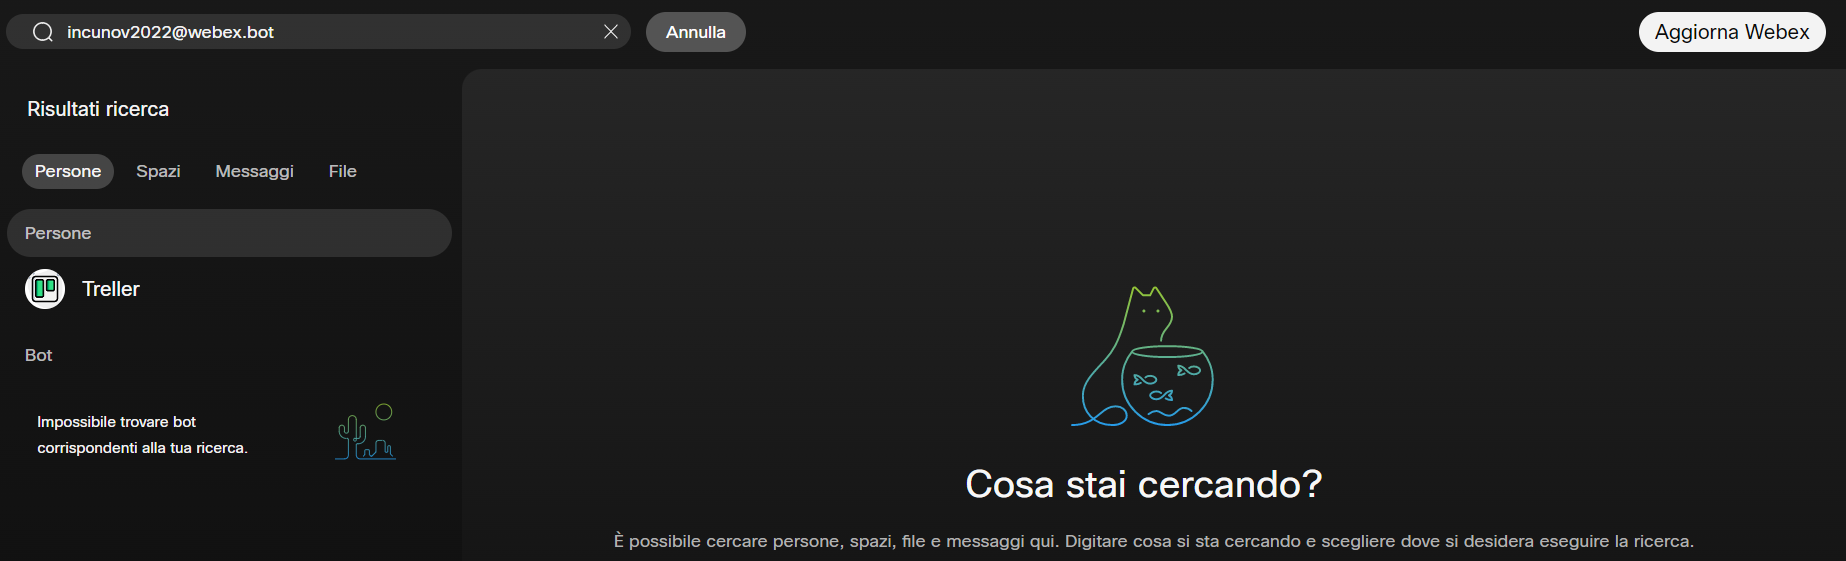 incunov2022@webex.bot
Annulla
Aggiorna Webex
Risultati ricerca
Persone
Spazi
Messaggi
File
Persone
Treller
Bot
Impossibile trovare bot
corrispondenti alla tua ricerca.
Cosa stai cercando?
È possibile cercare persone, spazi, file e messaggi qui. Digitare cosa si sta cercando e scegliere dove si desidera eseguire la ricerca.